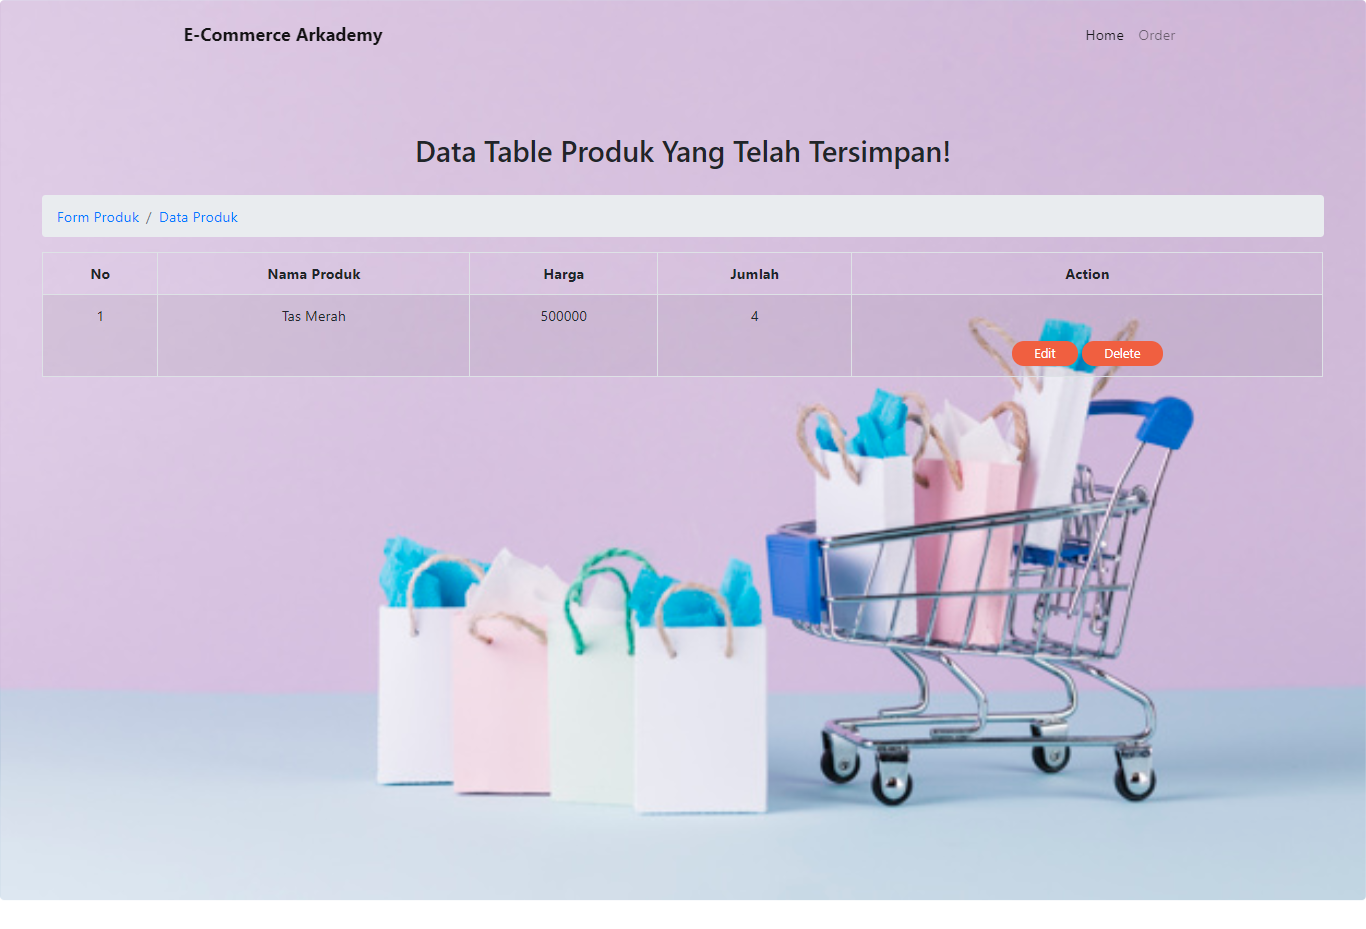 E-Commerce Arkademy Home Order
Data Table Produk Yang Telah Tersimpan!
Form Produk / Data Produk
No Nama Produk Harga Jumlah Action
1 Tas Merah 500000 4
Edit Delete